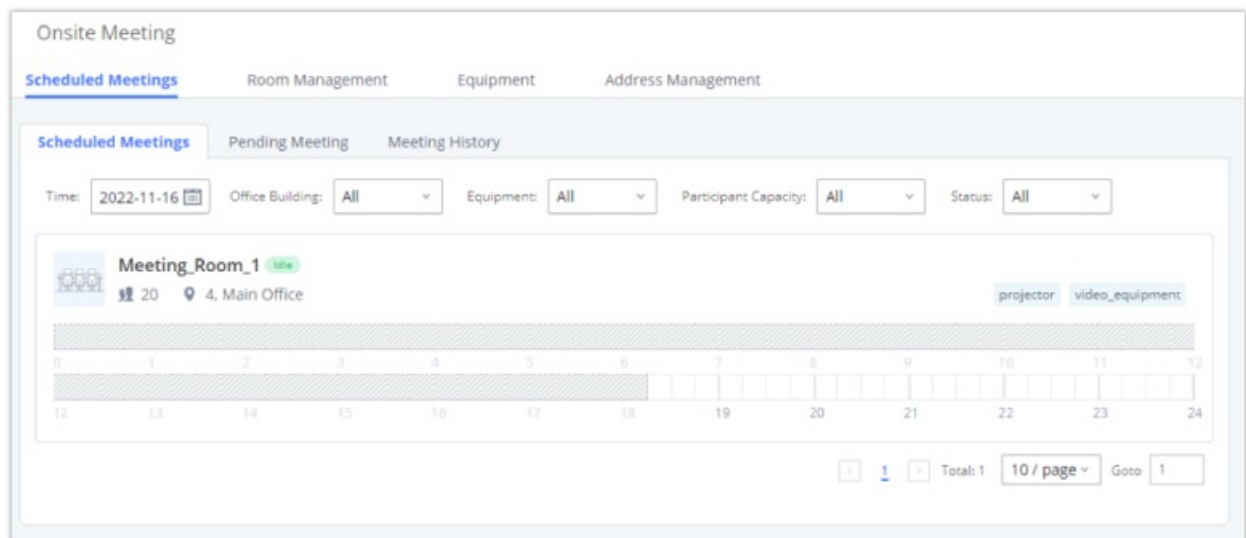 Onsite Meeting
Scheduled Meetings Room Management Equipment Address Management
Scheduled Meetings Pending Meeting Meeting History
Time: 2022-11-16 Office Building: All Equipment: All Participant Capacity: All Status: All
Meeting_Room_1 Idle
20 4, Main Office projector video_equipment
0 1 2 3 4 5 6 7 8 9 10 11 12
12 13 14 15 16 17 18 19 20 21 22 23 24
< 1 > Total: 1 10 / page Goto 1